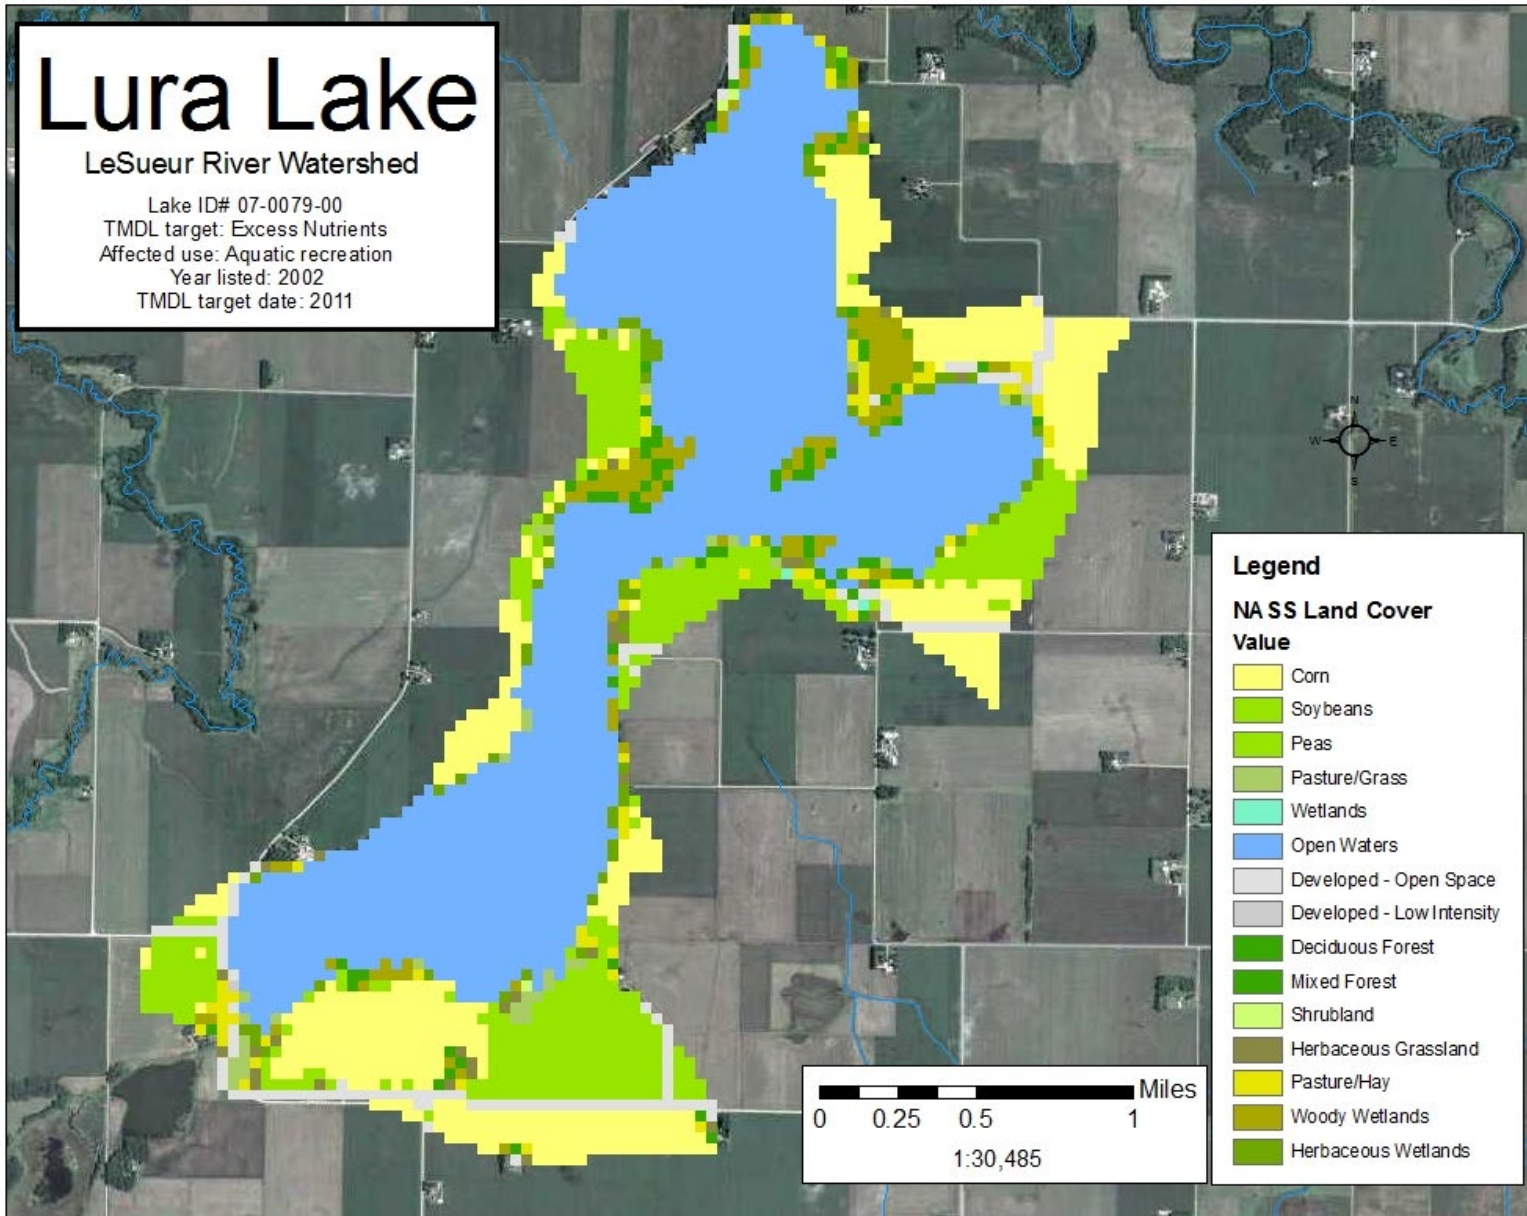 Lura Lake
LeSueur River Watershed
Lake ID# 07-0079-00
TMDL target: Excess Nutrients
Affected use: Aquatic recreation
Year listed: 2002
TMDL target date: 2011
N
W E
S
Legend
NASS Land Cover
Value
Corn
Soybeans
Peas
Pasture/Grass
Wetlands
Open Waters
Developed - Open Space
Developed - Low Intensity
Deciduous Forest
Mixed Forest
Shrubland
Herbaceous Grassland
Pasture/Hay
Woody Wetlands
Herbaceous Wetlands
Miles
0 0.25 0.5 1
1:30,485